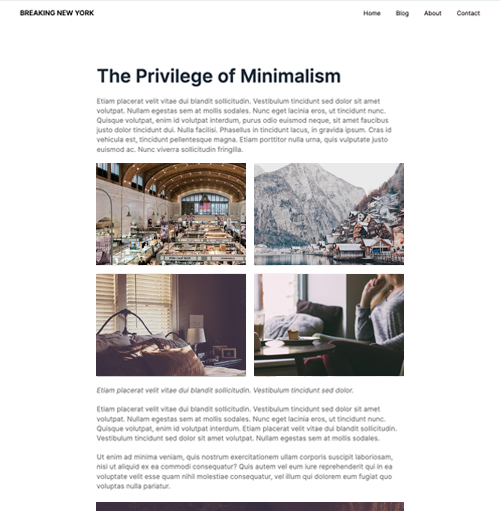 BREAKING NEW YORK
Home Blog About Contact
The Privilege of Minimalism
Etiam placerat velit vitae dui blandit sollicitudin. Vestibulum tincidunt sed dolor sit amet
volutpat. Nullam egestas sem at mollis sodales. Nunc eget lacinia eros, ut tincidunt nunc.
Quisque volutpat, enim id volutpat interdum, purus odio euismod neque, sit amet faucibus
justo dolor tincidunt dui. Nulla facilisi. Phasellus in tincidunt lacus, in gravida ipsum. Cras id
vehicula est, tincidunt pellentesque magna. Etiam porttitor nulla urna, quis vulputate justo
euismod ac. Nunc viverra sollicitudin fringilla.
Etiam placerat velit vitae dui blandit sollicitudin. Vestibulum tincidunt sed dolor.
Etiam placerat velit vitae dui blandit sollicitudin. Vestibulum tincidunt sed dolor sit amet
volutpat. Nullam egestas sem at mollis sodales. Nunc eget lacinia eros, ut tincidunt nunc.
Quisque volutpat, enim id volutpat interdum. Etiam placerat velit vitae dui blandit sollicitudin.
Vestibulum tincidunt sed dolor sit amet volutpat. Nullam egestas sem at mollis sodales.
Ut enim ad minima veniam, quis nostrum exercitationem ullam corporis suscipit laboriosam,
nisi ut aliquid ex ea commodi consequatur? Quis autem vel eum iure reprehenderit qui in ea
voluptate velit esse quam nihil molestiae consequatur, vel illum qui dolorem eum fugiat quo
voluptas nulla pariatur.